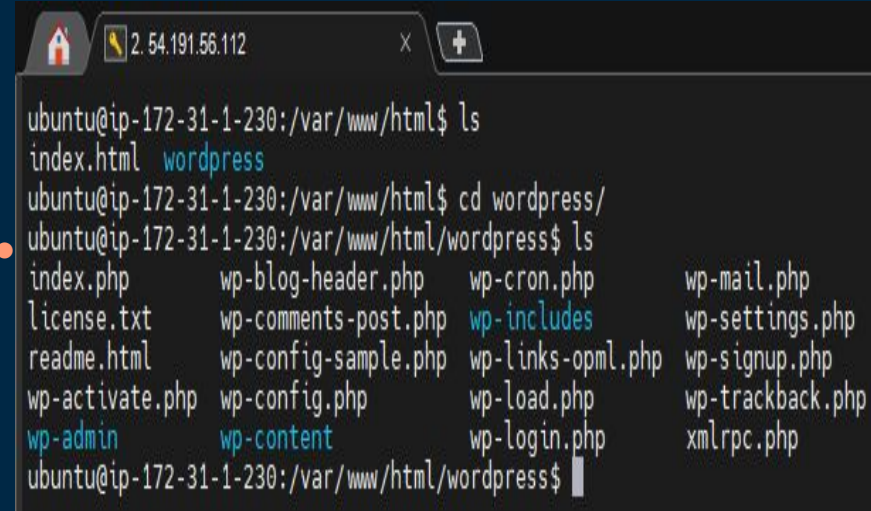 2. 54.191.56.112
ubuntu@ip-172-31-1-230:/var/www/html$ ls
index.html wordpress
ubuntu@ip-172-31-1-230:/var/www/html$ cd wordpress/
ubuntu@ip-172-31-1-230:/var/www/html/wordpress$ ls
index.php wp-blog-header.php wp-cron.php wp-mail.php
license.txt wp-comments-post.php wp-includes wp-settings.php
readme.html wp-config-sample.php wp-links-opml.php wp-signup.php
wp-activate.php wp-config.php wp-load.php wp-trackback.php
wp-admin wp-content wp-login.php xmlrpc.php
ubuntu@ip-172-31-1-230:/var/www/html/wordpress$